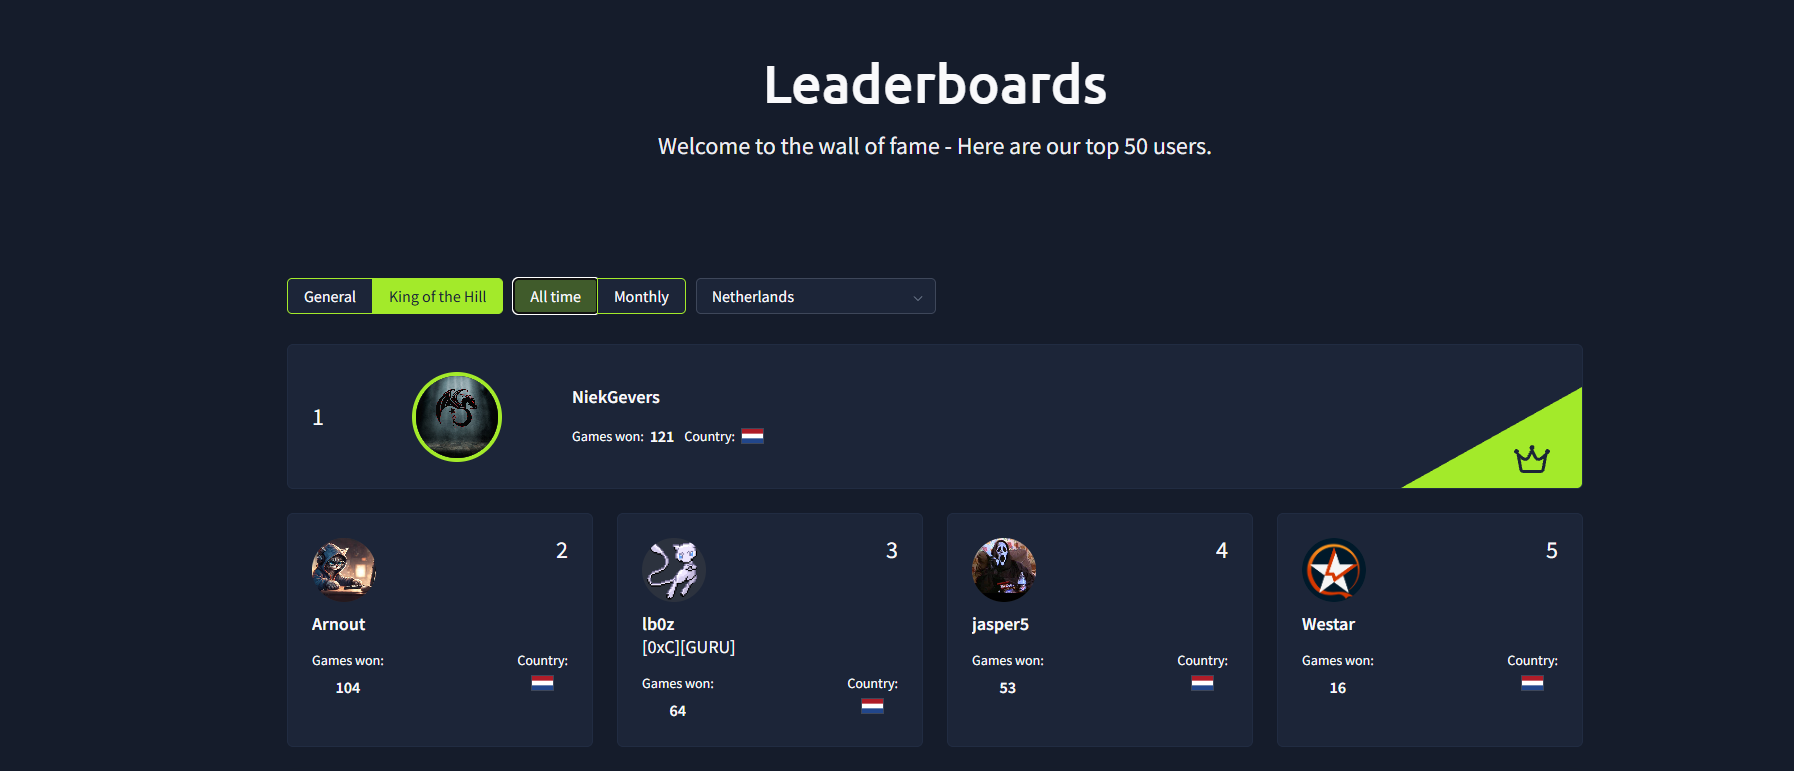 Leaderboards
Welcome to the wall of fame - Here are our top 50 users.
General King of the Hill All time Monthly Netherlands
1
NiekGevers
Games won: 121 Country:
2
Arnout
Games won: Country:
104
3
lb0z
[0xC][GURU]
Games won: Country:
64
4
jasper5
Games won: Country:
53
5
Westar
Games won: Country:
16